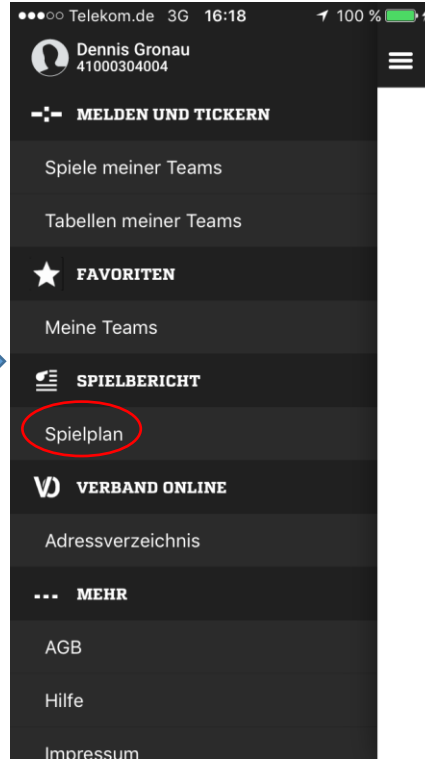 Telekom.de 3G 16:18 100 %
Dennis Gronau
41000304004
MELDEN UND TICKERN
Spiele meiner Teams
Tabellen meiner Teams
FAVORITEN
Meine Teams
SPIELBERICHT
Spielplan
VERBAND ONLINE
Adressverzeichnis
MEHR
AGB
Hilfe
Impressum